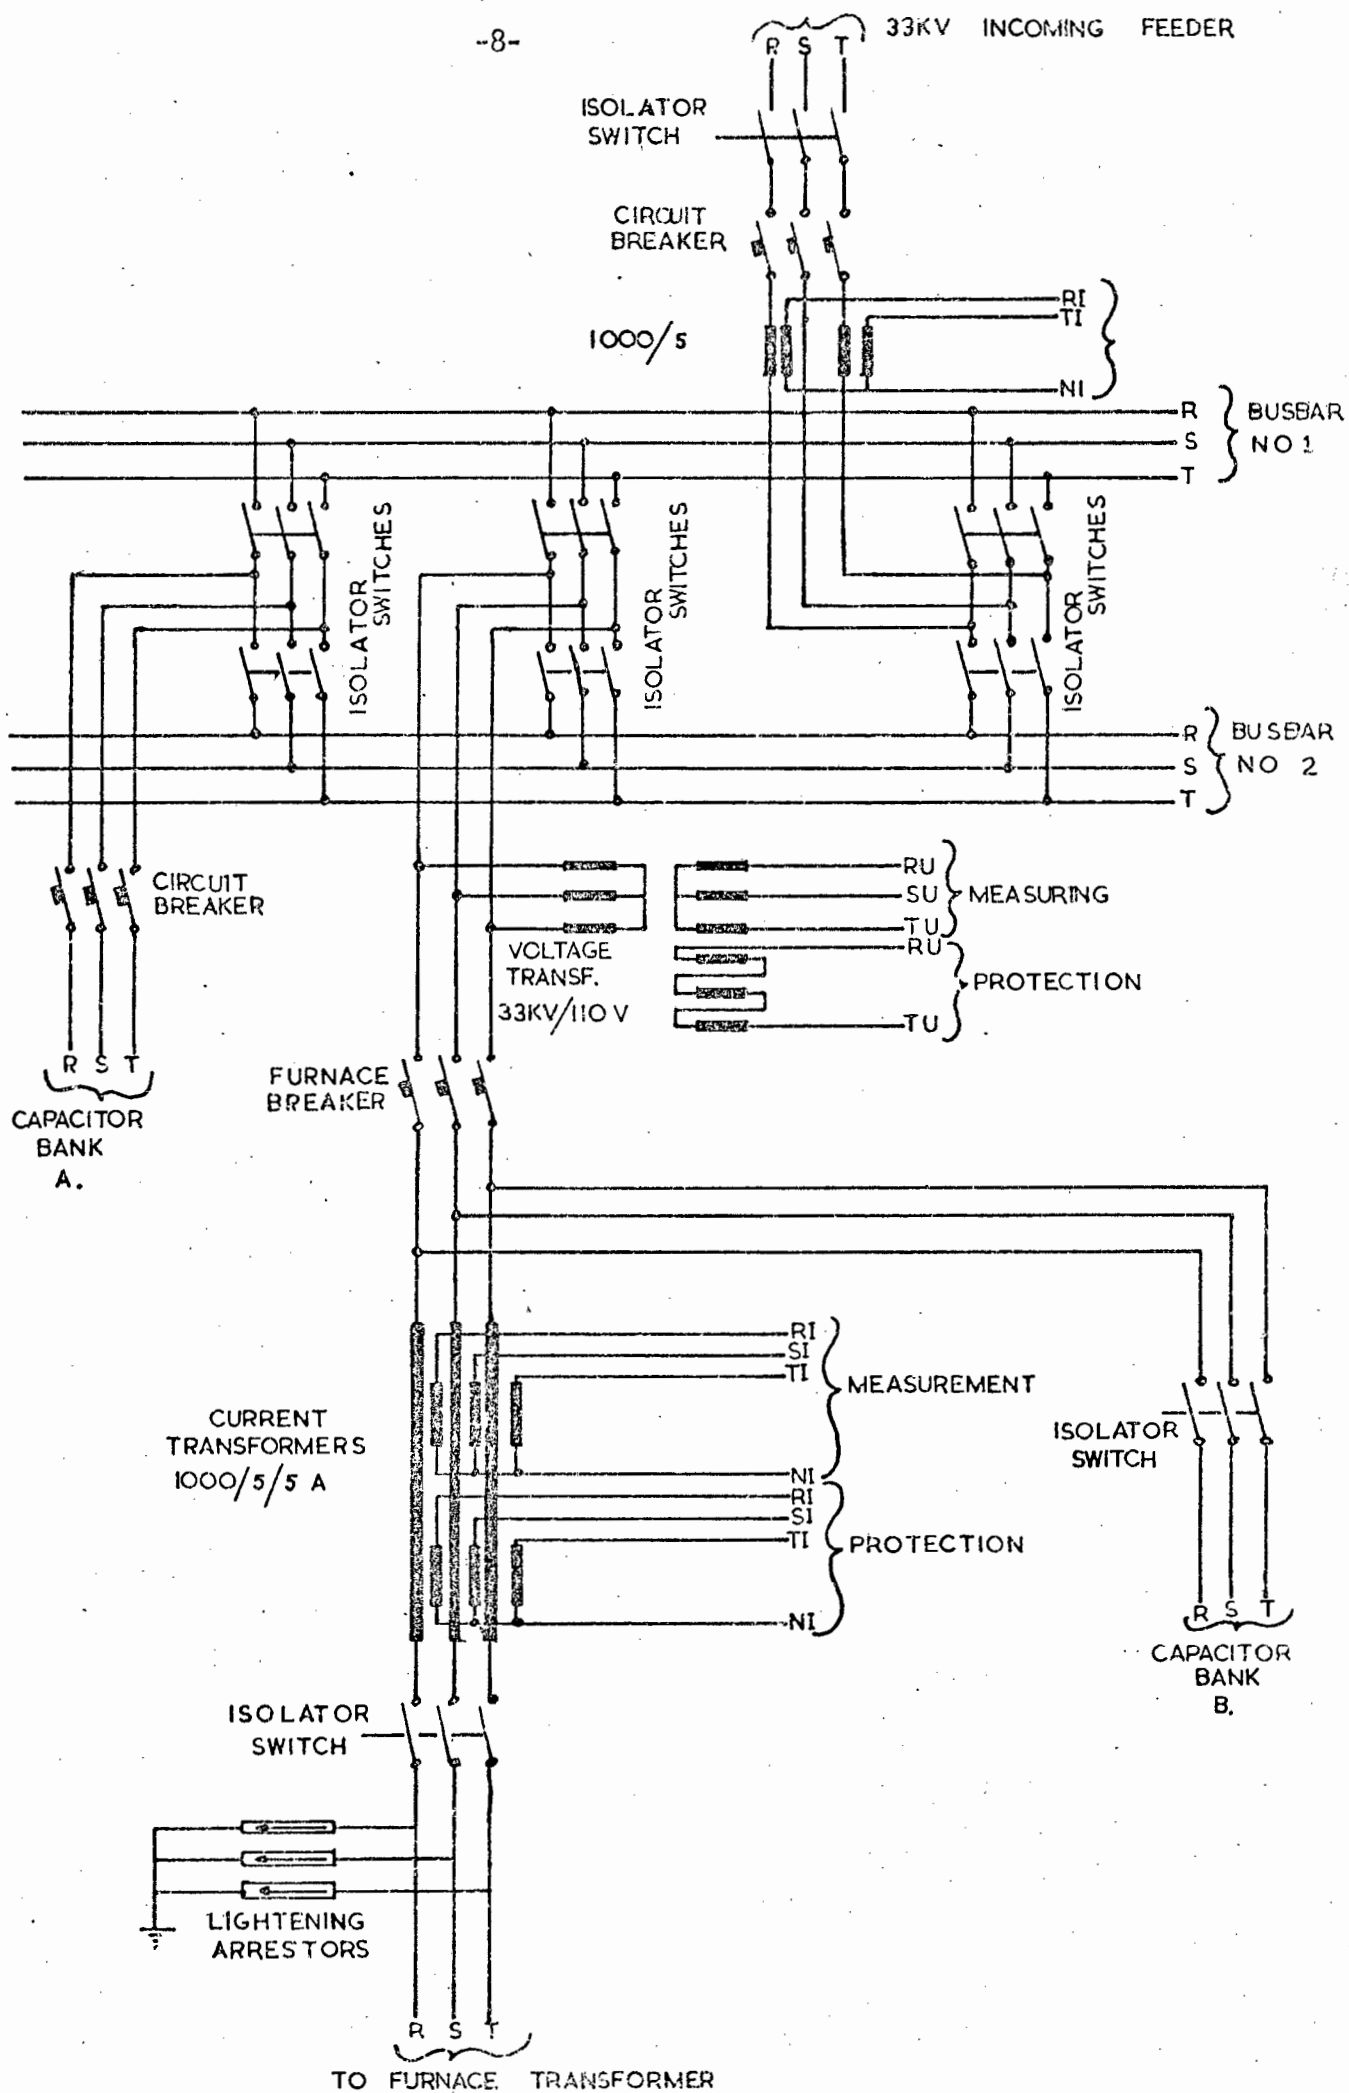 -8-
33KV INCOMING FEEDER
R S T
ISOLATOR
SWITCH
CIRCUIT
BREAKER
1000/5
RI
TI
NI
R
S
T
BUSBAR
NO 1
ISOLATOR
SWITCHES
ISOLATOR
SWITCHES
ISOLATOR
SWITCHES
R
S
T
BUSBAR
NO 2
CIRCUIT
BREAKER
R S T
CAPACITOR
BANK
A.
VOLTAGE
TRANSF.
33KV/110 V
RU
SU
TU
MEASURING
RU
TU
PROTECTION
FURNACE
BREAKER
CURRENT
TRANSFORMERS
1000/5/5 A
RI
SI
TI
NI
MEASUREMENT
RI
SI
TI
NI
PROTECTION
ISOLATOR
SWITCH
R S T
CAPACITOR
BANK
B.
ISOLATOR
SWITCH
LIGHTENING
ARRESTORS
R S T
TO FURNACE TRANSFORMER